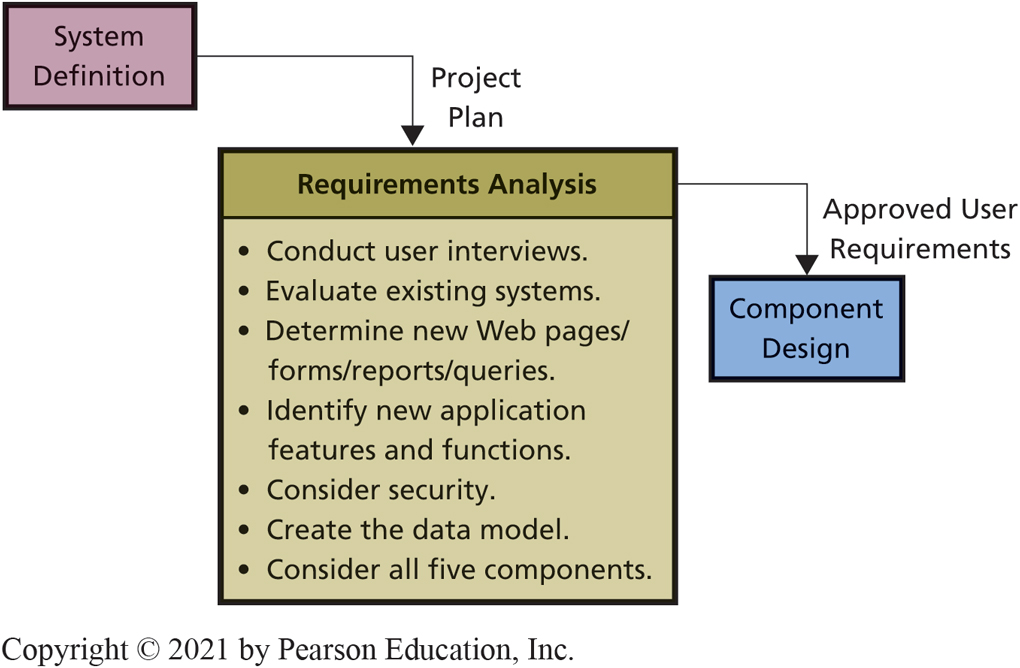 System
Definition
Project
Plan
Requirements Analysis
• Conduct user interviews.
• Evaluate existing systems.
• Determine new Web pages/
forms/reports/queries.
• Identify new application
features and functions.
• Consider security.
• Create the data model.
• Consider all five components.
Approved User
Requirements
Component
Design
Copyright © 2021 by Pearson Education, Inc.